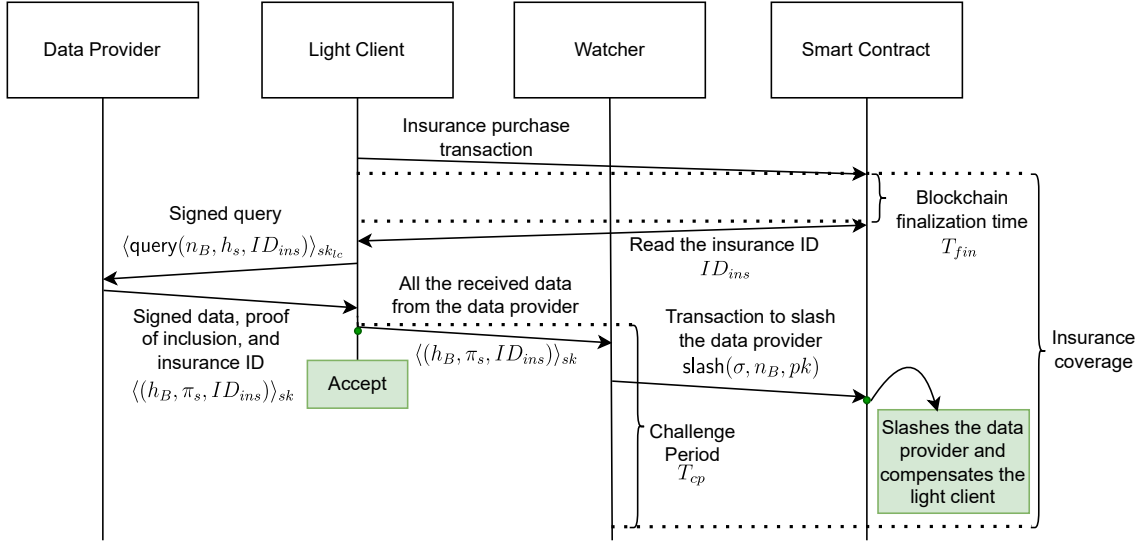 Data Provider
Light Client
Watcher
Smart Contract
Insurance purchase
transaction
Blockchain
finalization time
T_{fin}
Signed query
⟨query(n_B, h_s, ID_{ins})⟩_{sk_{lc}}
Read the insurance ID
ID_{ins}
All the received data
from the data provider
⟨(h_B, π_s, ID_{ins})⟩_{sk}
Signed data, proof
of inclusion, and
insurance ID
⟨(h_B, π_s, ID_{ins})⟩_{sk}
Accept
Transaction to slash
the data provider
slash(σ, n_B, pk)
Insurance
coverage
Challenge
Period
T_{cp}
Slashes the data
provider and
compensates the
light client